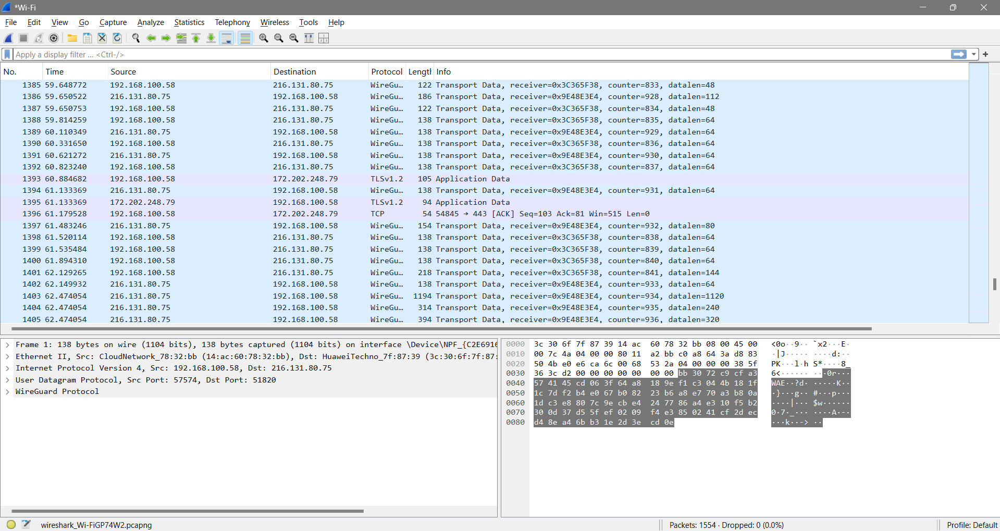 *Wi-Fi
File Edit View Go Capture Analyze Statistics Telephony Wireless Tools Help
Apply a display filter ... <Ctrl-/>
No. Time Source Destination Protocol Length Info
1385 59.648772 192.168.100.58 216.131.80.75 WireGu… 122 Transport Data, receiver=0x3C365F38, counter=833, datalen=48
1386 59.650522 216.131.80.75 192.168.100.58 WireGu… 186 Transport Data, receiver=0x9E48E3E4, counter=928, datalen=112
1387 59.650753 192.168.100.58 216.131.80.75 WireGu… 122 Transport Data, receiver=0x3C365F38, counter=834, datalen=48
1388 59.814259 192.168.100.58 216.131.80.75 WireGu… 138 Transport Data, receiver=0x3C365F38, counter=835, datalen=64
1389 60.110349 216.131.80.75 192.168.100.58 WireGu… 138 Transport Data, receiver=0x9E48E3E4, counter=929, datalen=64
1390 60.331650 192.168.100.58 216.131.80.75 WireGu… 138 Transport Data, receiver=0x3C365F38, counter=836, datalen=64
1391 60.621272 216.131.80.75 192.168.100.58 WireGu… 138 Transport Data, receiver=0x9E48E3E4, counter=930, datalen=64
1392 60.823240 192.168.100.58 216.131.80.75 WireGu… 138 Transport Data, receiver=0x3C365F38, counter=837, datalen=64
1393 60.884682 192.168.100.58 172.202.248.79 TLSv1.2 105 Application Data
1394 61.133369 216.131.80.75 192.168.100.58 WireGu… 138 Transport Data, receiver=0x9E48E3E4, counter=931, datalen=64
1395 61.133369 172.202.248.79 192.168.100.58 TLSv1.2 94 Application Data
1396 61.179528 192.168.100.58 172.202.248.79 TCP 54 54845 → 443 [ACK] Seq=103 Ack=81 Win=515 Len=0
1397 61.483246 216.131.80.75 192.168.100.58 WireGu… 154 Transport Data, receiver=0x9E48E3E4, counter=932, datalen=80
1398 61.520114 192.168.100.58 216.131.80.75 WireGu… 138 Transport Data, receiver=0x3C365F38, counter=838, datalen=64
1399 61.535484 192.168.100.58 216.131.80.75 WireGu… 138 Transport Data, receiver=0x3C365F38, counter=839, datalen=64
1400 61.894310 192.168.100.58 216.131.80.75 WireGu… 138 Transport Data, receiver=0x3C365F38, counter=840, datalen=64
1401 62.129265 192.168.100.58 216.131.80.75 WireGu… 218 Transport Data, receiver=0x3C365F38, counter=841, datalen=144
1402 62.149932 216.131.80.75 192.168.100.58 WireGu… 138 Transport Data, receiver=0x9E48E3E4, counter=933, datalen=64
1403 62.474054 216.131.80.75 192.168.100.58 WireGu… 1194 Transport Data, receiver=0x9E48E3E4, counter=934, datalen=1120
1404 62.474054 216.131.80.75 192.168.100.58 WireGu… 314 Transport Data, receiver=0x9E48E3E4, counter=935, datalen=240
1405 62.474054 216.131.80.75 192.168.100.58 WireGu… 394 Transport Data, receiver=0x9E48E3E4, counter=936, datalen=320
Frame 1: 138 bytes on wire (1104 bits), 138 bytes captured (1104 bits) on interface \Device\NPF_{C2E6916
Ethernet II, Src: CloudNetwork_78:32:bb (14:ac:60:78:32:bb), Dst: HuaweiTechno_7f:87:39 (3c:30:6f:7f:87:
Internet Protocol Version 4, Src: 192.168.100.58, Dst: 216.131.80.75
User Datagram Protocol, Src Port: 57574, Dst Port: 51820
WireGuard Protocol
0000 3c 30 6f 7f 87 39 14 ac 60 78 32 bb 08 00 45 00 <0o··9·· `x2···E·
0010 00 7c 4a 04 00 00 80 11 a2 bb c0 a8 64 3a d8 83 ·|J····· ····d:··
0020 50 4b e0 e6 ca 6c 00 68 53 2a 04 00 00 00 38 5f PK···l·h S*····8_
0030 36 3c d2 00 00 00 00 00 00 00 bb 30 72 c9 cf a3 6<······ ···0r···
0040 57 41 45 cd 06 3f 64 a8 18 9e f1 c3 04 4b 18 1f WAE··?d· ·····K··
0050 1c 7d f2 b4 e0 67 b0 82 23 b6 a8 e7 70 a3 b8 0a ·}···g·· #···p···
0060 1d c3 e8 80 7c 9e cb e4 24 77 86 a4 e3 10 f5 b2 ····|··· $w······
0070 30 0d 37 d5 5f ef 02 09 f4 e3 85 02 41 cf 2d ec 0·7·_··· ····A·-·
0080 d4 8e a4 6b b3 1e 2d 3e cd 0e ···k··-> ··
wireshark_Wi-FiGP74W2.pcapng Packets: 1554 · Dropped: 0 (0.0%) Profile: Default